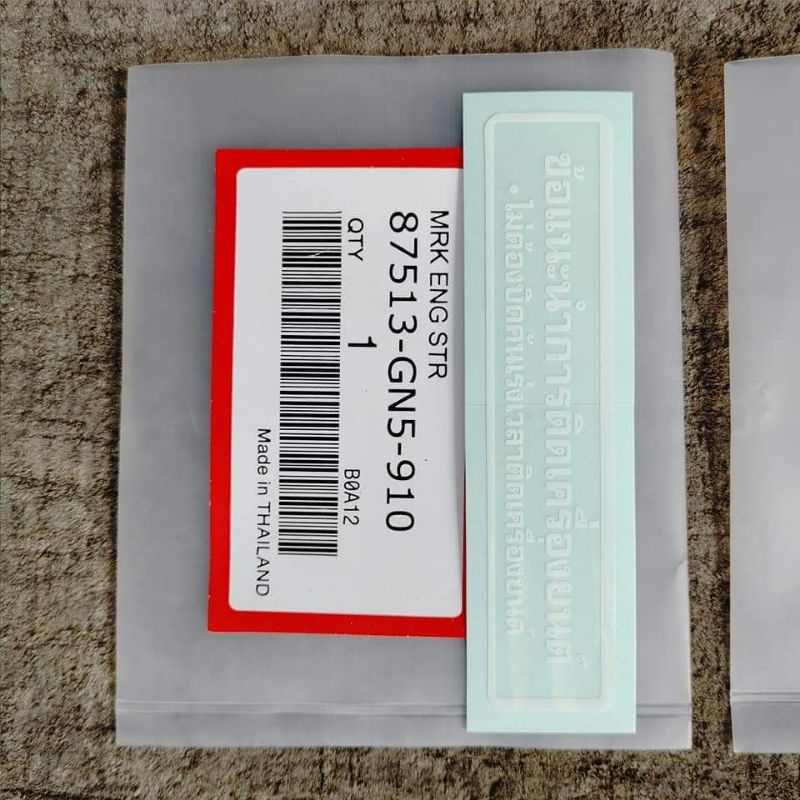 MRK ENG STR
87513-GN5-910
QTY 1 B0A12
Made in THAILAND
ข้อแนะนำการติดเครื่องยนต์
• ไม่ต้องบิดคันเร่งเวลาติดเครื่องยนต์